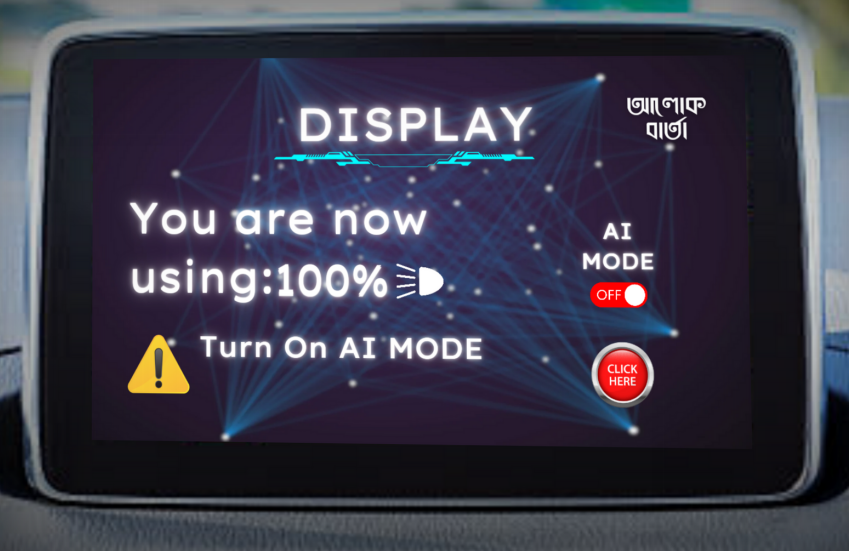 DISPLAY
আলোক
বার্তা
You are now
using:100%
AI
MODE
OFF
Turn On AI MODE
CLICK
HERE